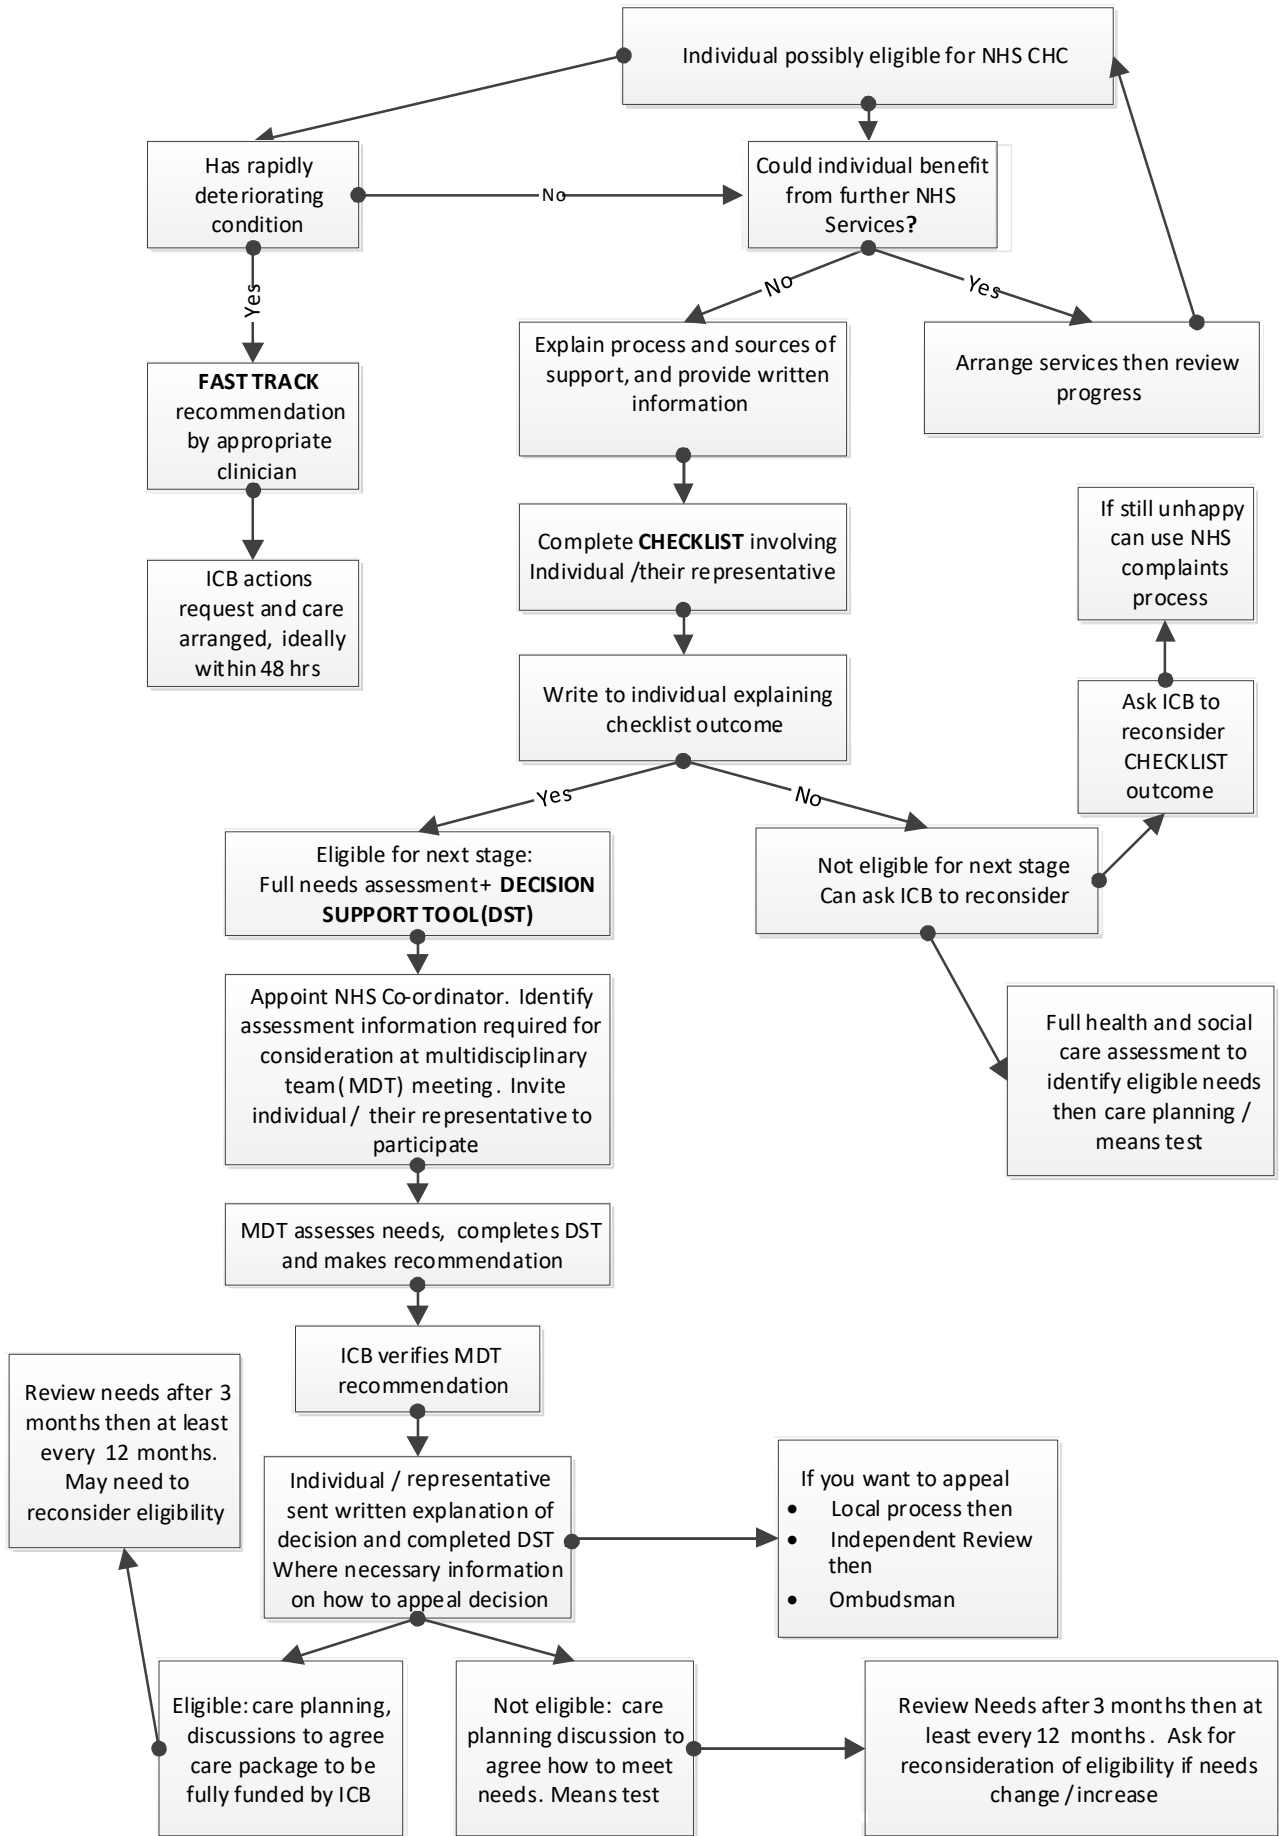 Individual possibly eligible for NHS CHC
Has rapidly
deteriorating
condition
No
Could individual benefit
from further NHS
Services?
Yes
No
Yes
FAST TRACK
recommendation
by appropriate
clinician
Explain process and sources of
support, and provide written
information
Arrange services then review
progress
ICB actions
request and care
arranged, ideally
within 48 hrs
Complete CHECKLIST involving
Individual /their representative
If still unhappy
can use NHS
complaints
process
Write to individual explaining
checklist outcome
Ask ICB to
reconsider
CHECKLIST
outcome
Yes
No
Eligible for next stage:
Full needs assessment+ DECISION
SUPPORT TOOL(DST)
Not eligible for next stage
Can ask ICB to reconsider
Appoint NHS Co-ordinator. Identify
assessment information required for
consideration at multidisciplinary
team( MDT) meeting. Invite
individual / their representative to
participate
Full health and social
care assessment to
identify eligible needs
then care planning /
means test
MDT assesses needs, completes DST
and makes recommendation
ICB verifies MDT
recommendation
Review needs after 3
months then at least
every 12 months.
May need to
reconsider eligibility
Individual / representative
sent written explanation of
decision and completed DST
Where necessary information
on how to appeal decision
If you want to appeal
• Local process then
• Independent Review
then
• Ombudsman
Eligible: care planning,
discussions to agree
care package to be
fully funded by ICB
Not eligible: care
planning discussion to
agree how to meet
needs. Means test
Review Needs after 3 months then at
least every 12 months. Ask for
reconsideration of eligibility if needs
change /increase